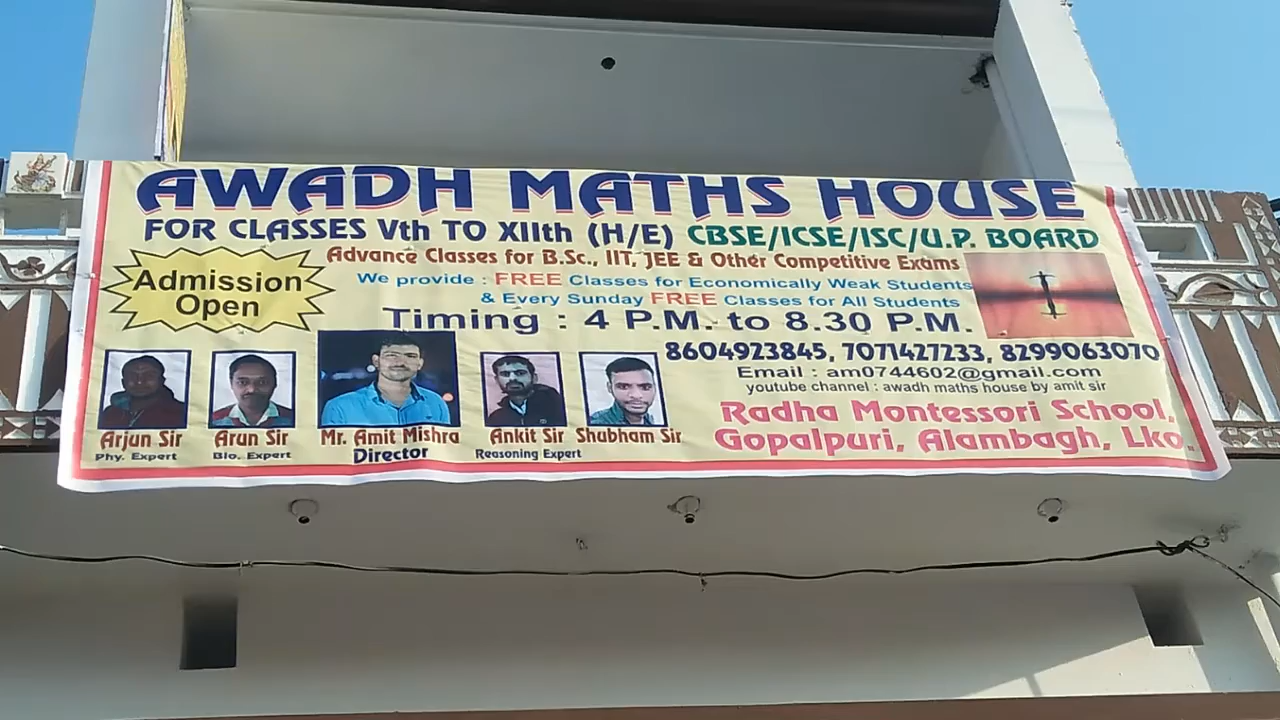 AWADH MATHS HOUSE
FOR CLASSES Vth TO XIIth (H/E) CBSE/ICSE/ISC/U.P. BOARD
Advance Classes for B.Sc., IIT, JEE & Other Competitive Exams
Admission
Open
We provide : FREE Classes for Economically Weak Students
& Every Sunday FREE Classes for All Students
Timing : 4 P.M. to 8.30 P.M.
8604923845, 7071427233, 8299063070
Email : am0744602@gmail.com
youtube channel : awadh maths house by amit sir
Radha Montessori School,
Gopalpuri, Alambagh, Lko.
Arjun Sir
Phy. Expert
Arun Sir
Bio. Expert
Mr. Amit Mishra
Director
Ankit Sir
Reasoning Expert
Shubham Sir